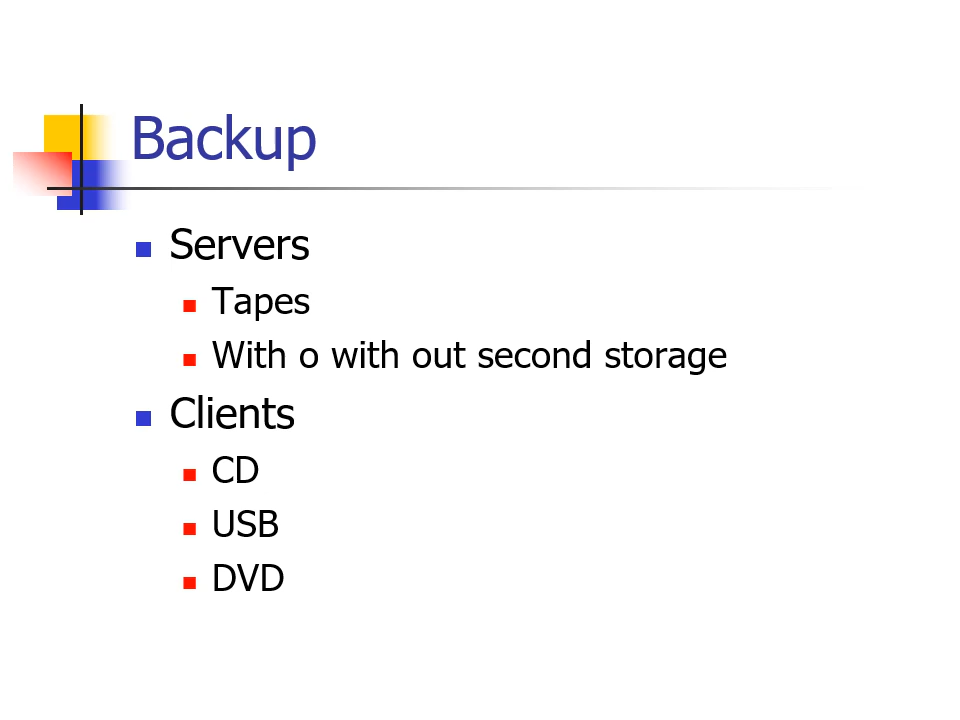 Backup
Servers
Tapes
With o with out second storage
Clients
CD
USB
DVD